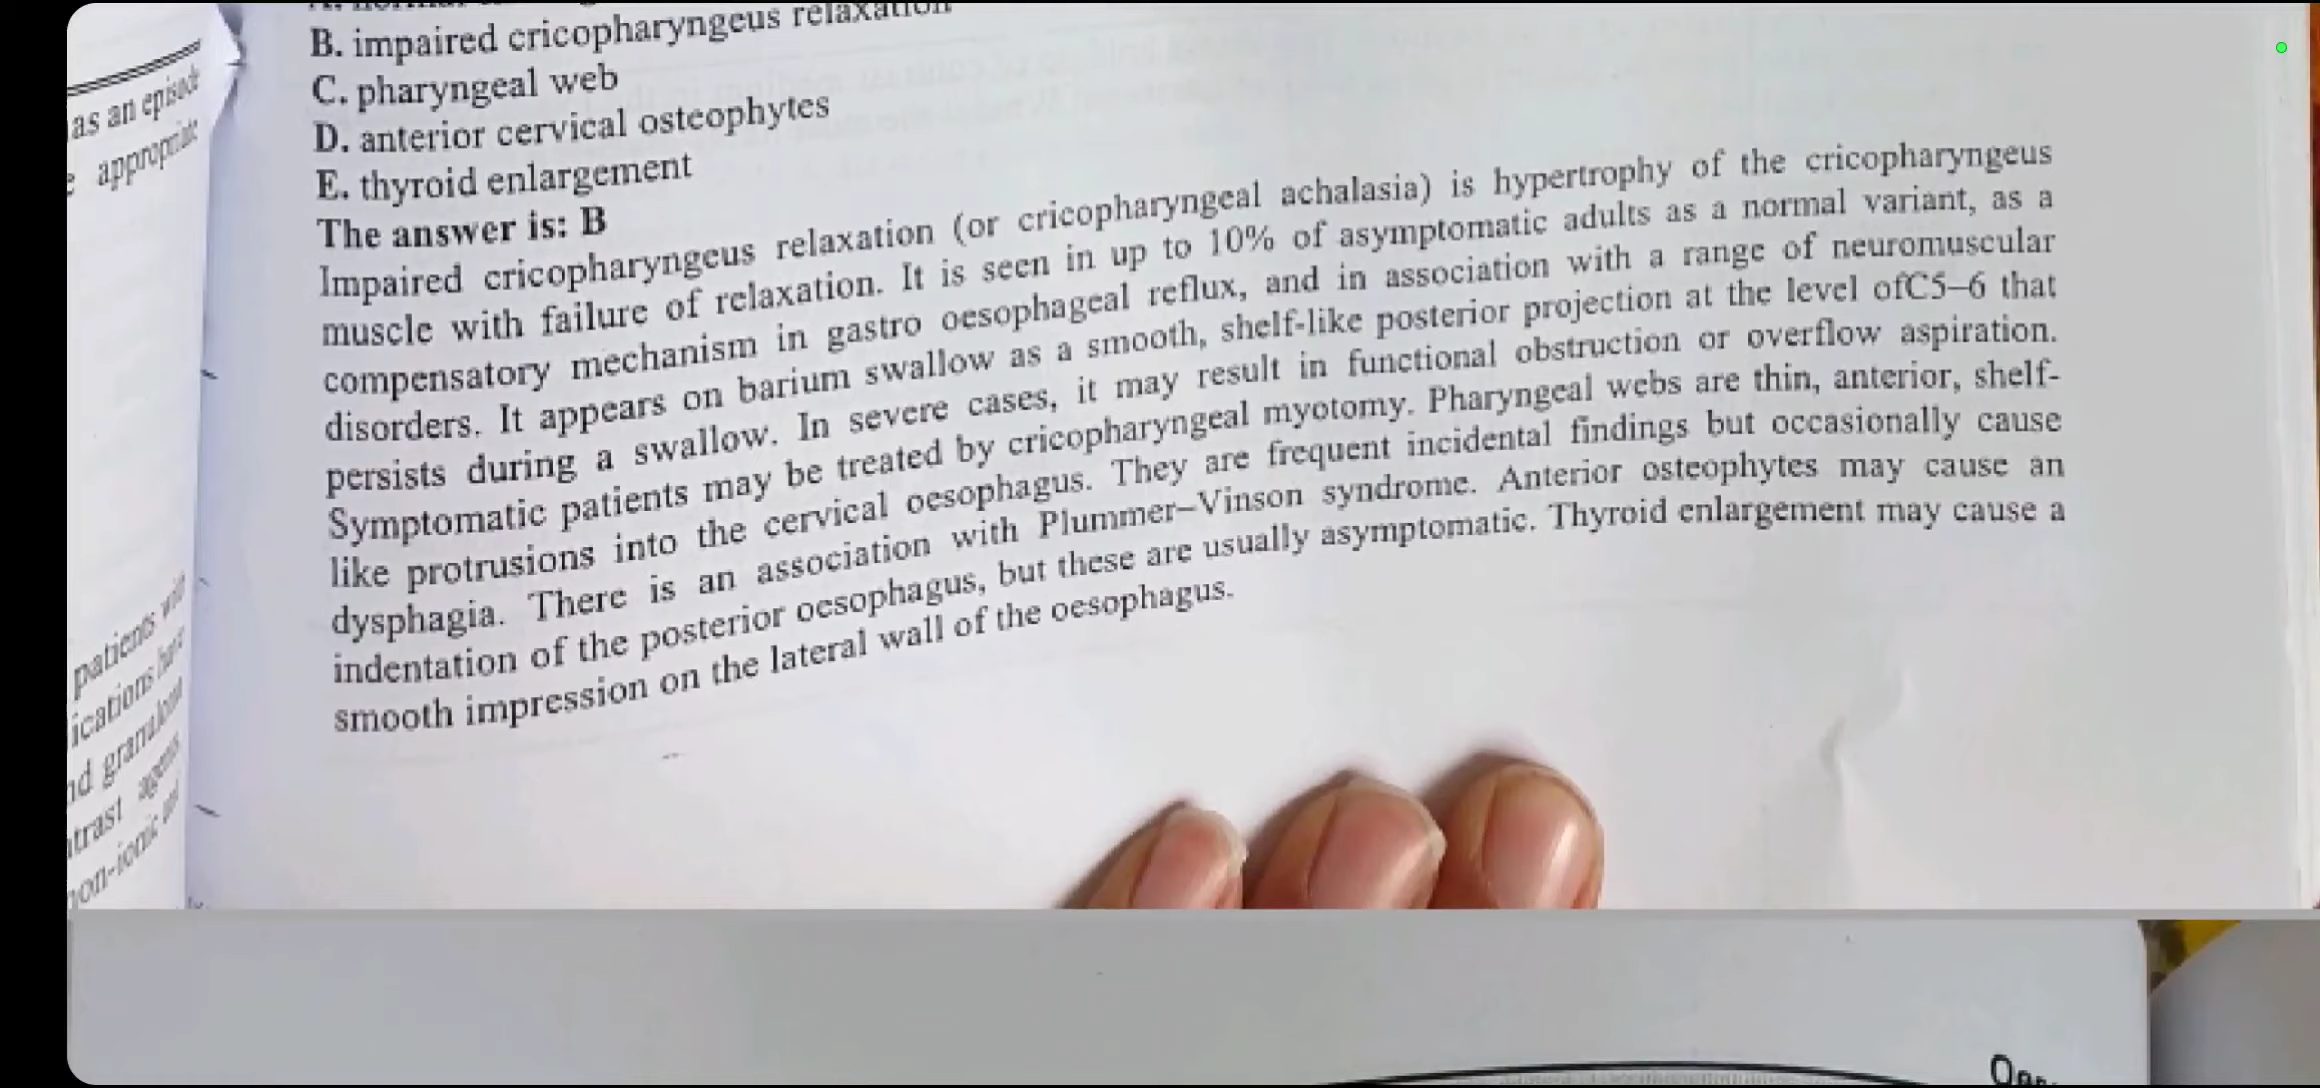 B. impaired cricopharyngeus relaxation
C. pharyngeal web
D. anterior cervical osteophytes
E. thyroid enlargement
The answer is: B
Impaired cricopharyngeus relaxation (or cricopharyngeal achalasia) is hypertrophy of the cricopharyngeus
muscle with failure of relaxation. It is seen in up to 10% of asymptomatic adults as a normal variant, as a
compensatory mechanism in gastro oesophageal reflux, and in association with a range of neuromuscular
disorders. It appears on barium swallow as a smooth, shelf-like posterior projection at the level ofC5–6 that
persists during a swallow. In severe cases, it may result in functional obstruction or overflow aspiration.
Symptomatic patients may be treated by cricopharyngeal myotomy. Pharyngeal webs are thin, anterior, shelf-
like protrusions into the cervical oesophagus. They are frequent incidental findings but occasionally cause
dysphagia. There is an association with Plummer–Vinson syndrome. Anterior osteophytes may cause an
indentation of the posterior oesophagus, but these are usually asymptomatic. Thyroid enlargement may cause a
smooth impression on the lateral wall of the oesophagus.
as an episode
appropriate
patients with